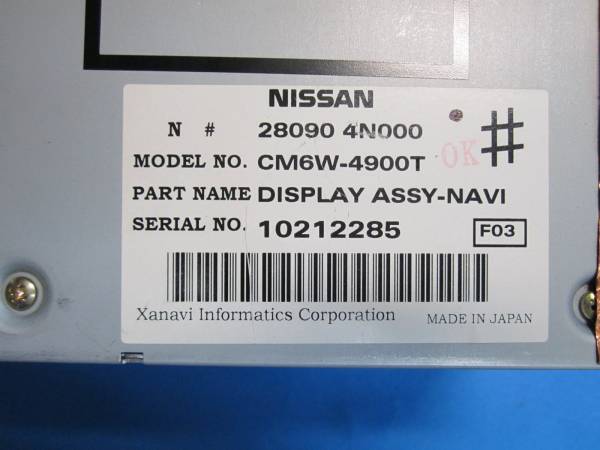 NISSAN
N # 28090 4N000
MODEL NO. CM6W-4900T OK #
PART NAME DISPLAY ASSY-NAVI
SERIAL NO. 10212285 F03
Xanavi Informatics Corporation MADE IN JAPAN